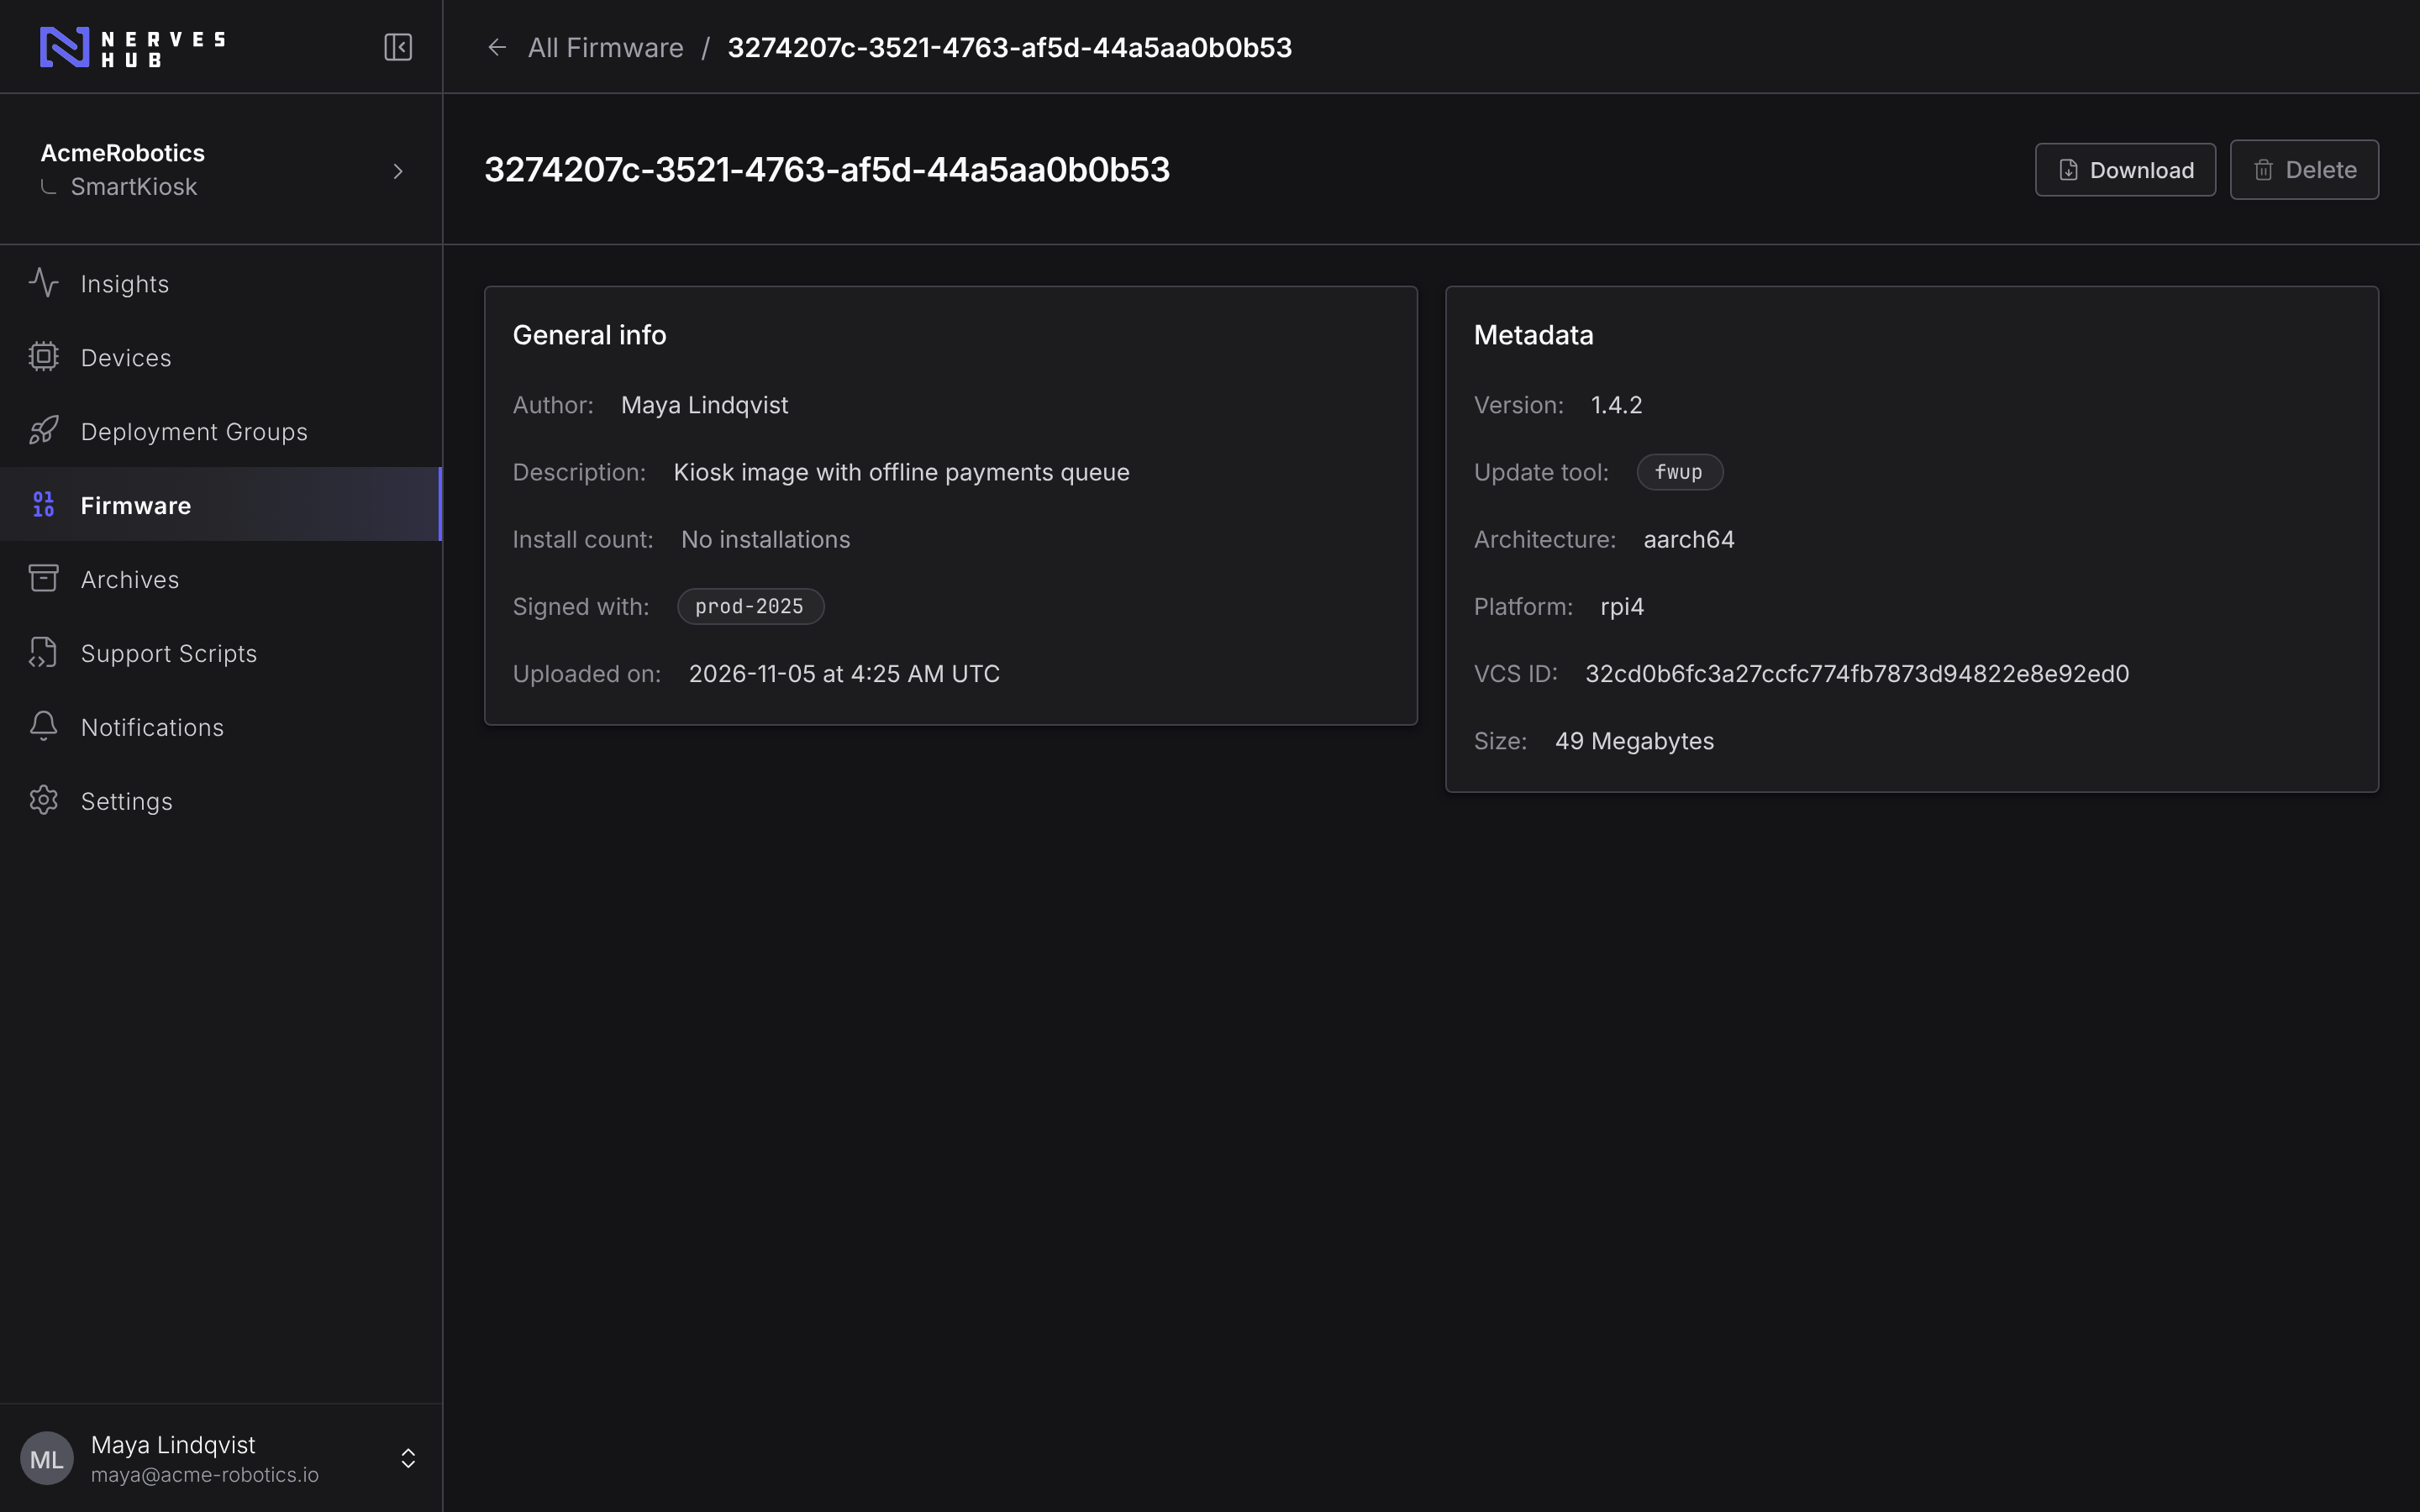 NERVES
HUB
All Firmware / 3274207c-3521-4763-af5d-44a5aa0b0b53
AcmeRobotics
SmartKiosk
3274207c-3521-4763-af5d-44a5aa0b0b53
Download
Delete
Insights
Devices
Deployment Groups
01
10
Firmware
Archives
Support Scripts
Notifications
Settings
General info
Author: Maya Lindqvist
Description: Kiosk image with offline payments queue
Install count: No installations
Signed with: prod-2025
Uploaded on: 2026-11-05 at 4:25 AM UTC
Metadata
Version: 1.4.2
Update tool: fwup
Architecture: aarch64
Platform: rpi4
VCS ID: 32cd0b6fc3a27ccfc774fb7873d94822e8e92ed0
Size: 49 Megabytes
ML
Maya Lindqvist
maya@acme-robotics.io